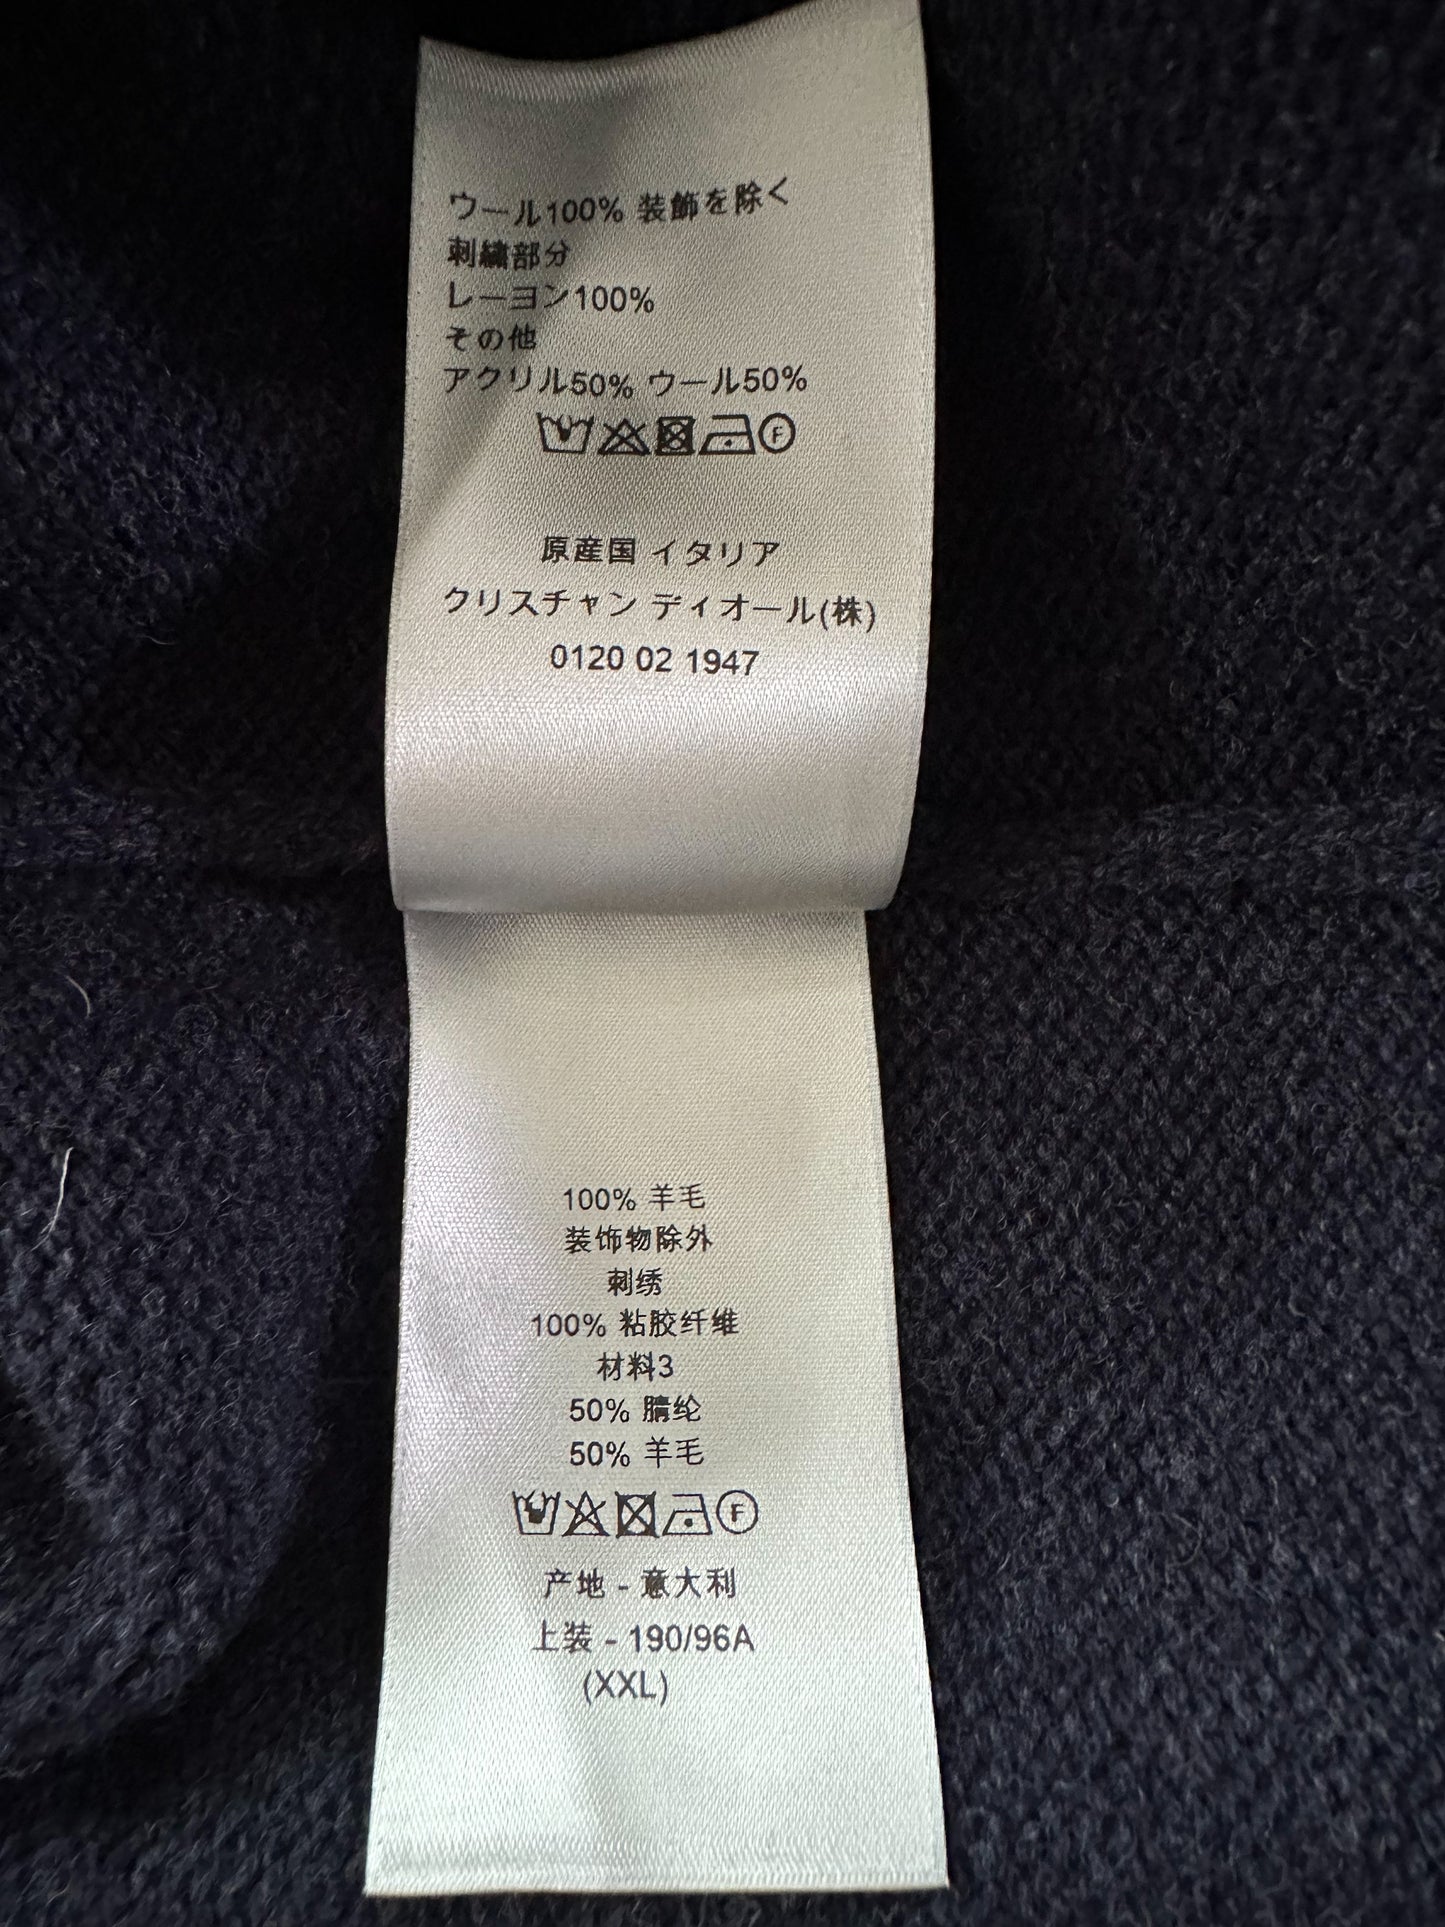 ウール100% 装飾を除く
刺繍部分
レーヨン100%
その他
アクリル50% ウール50%
F
原産国 イタリア
クリスチャン ディオール(株)
0120 02 1947
100% 羊毛
装饰物除外
刺绣
100% 粘胶纤维
材料3
50% 腈纶
50% 羊毛
F
产地 - 意大利
上装 - 190/96A
(XXL)